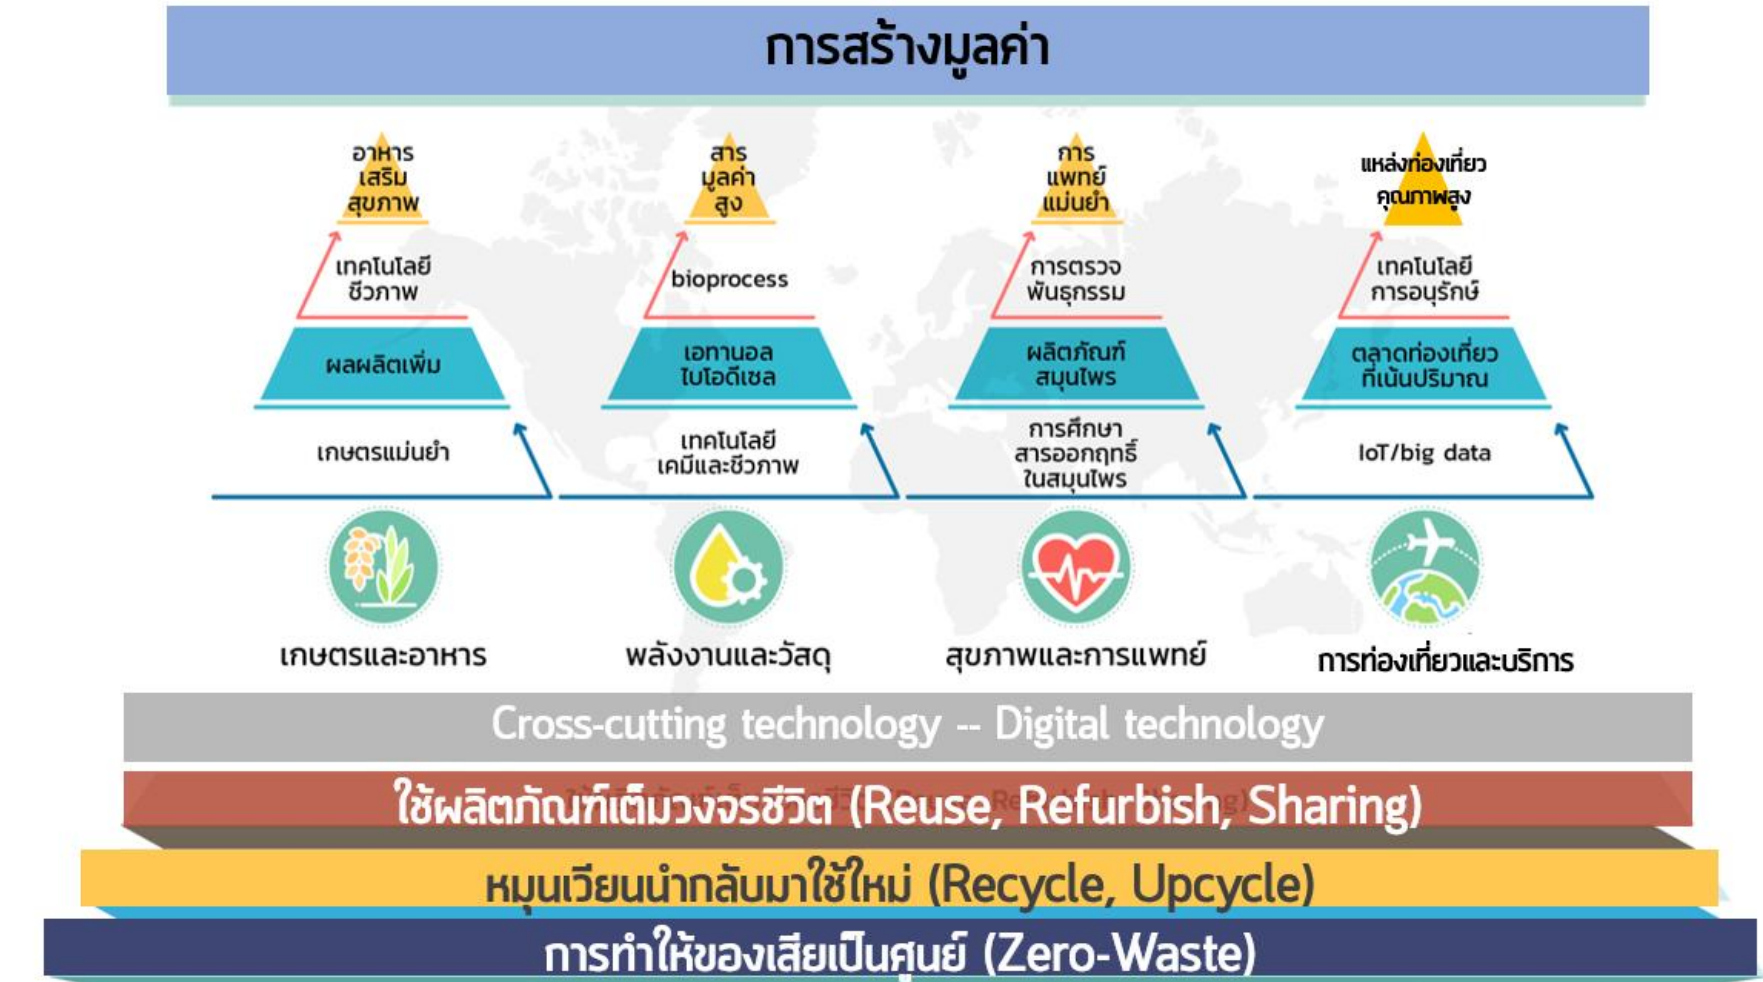 การสร้างมูลค่า
อาหาร
เสริม
สุขภาพ
เทคโนโลยี
ชีวภาพ
ผลผลิตเพิ่ม
เกษตรแม่นยำ
เกษตรและอาหาร
สาร
มูลค่า
สูง
bioprocess
เอทานอล
ไบโอดีเซล
เทคโนโลยี
เคมีและชีวภาพ
พลังงานและวัสดุ
การ
แพทย์
แม่นยำ
การตรวจ
พันธุกรรม
ผลิตภัณฑ์
สมุนไพร
การศึกษา
สารออกฤทธิ์
ในสมุนไพร
สุขภาพและการแพทย์
แหล่งท่องเที่ยว
คุณภาพสูง
เทคโนโลยี
การอนุรักษ์
ตลาดท่องเที่ยว
ที่เน้นปริมาณ
IoT/big data
การท่องเที่ยวและบริการ
Cross-cutting technology -- Digital technology
ใช้ผลิตภัณฑ์เต็มวงจรชีวิต (Reuse, Refurbish, Sharing)
หมุนเวียนนำกลับมาใช้ใหม่ (Recycle, Upcycle)
การทำให้ของเสียเป็นศูนย์ (Zero-Waste)